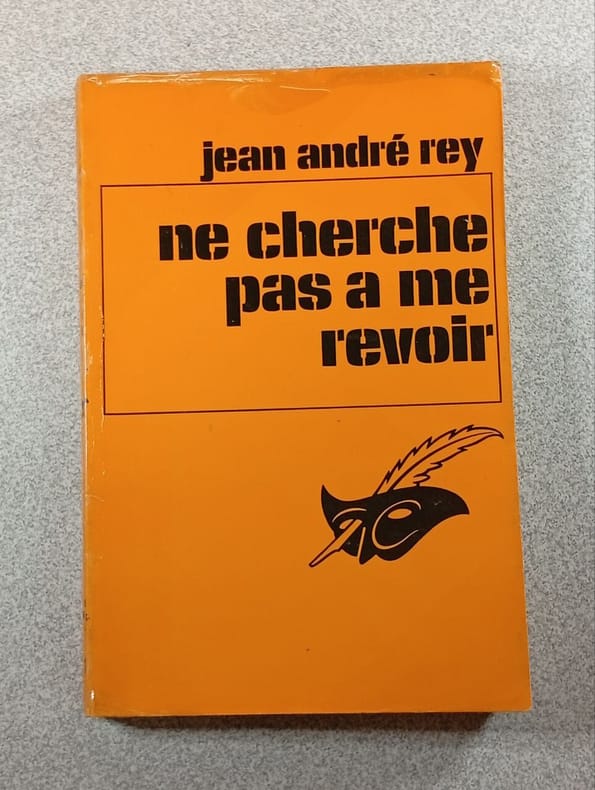 jean andré rey
ne cherche
pas a me
revoir